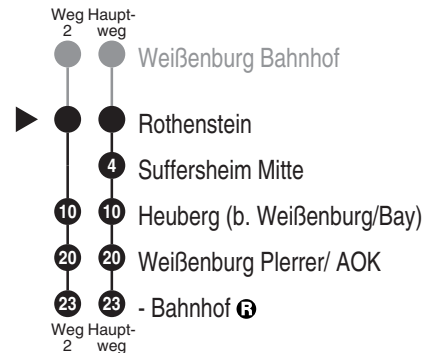 Weg Haupt-
2 weg
Weißenburg Bahnhof
Rothenstein
4 Suffersheim Mitte
10 10 Heuberg (b. Weißenburg/Bay)
20 20 Weißenburg Plerrer/ AOK
23 23 - Bahnhof R
Weg Haupt-
2 weg